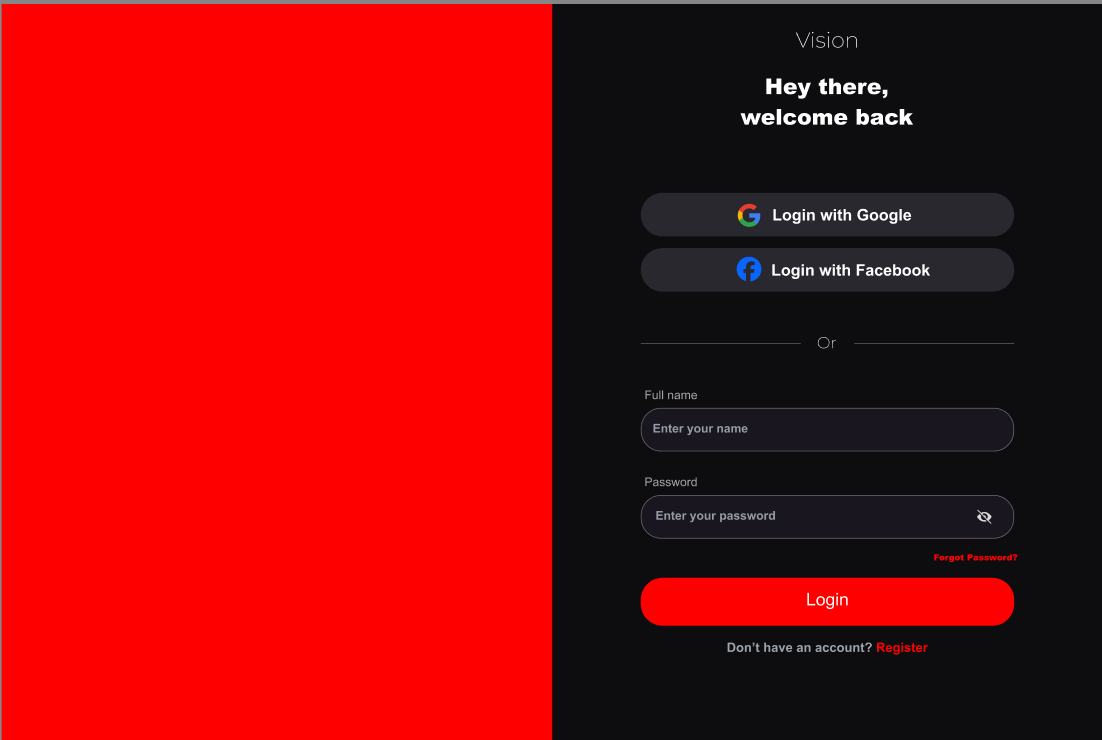 Vision
Hey there,
welcome back
Login with Google
Login with Facebook
Or
Full name
Enter your name
Password
Enter your password
Forgot Password?
Login
Don’t have an account? Register